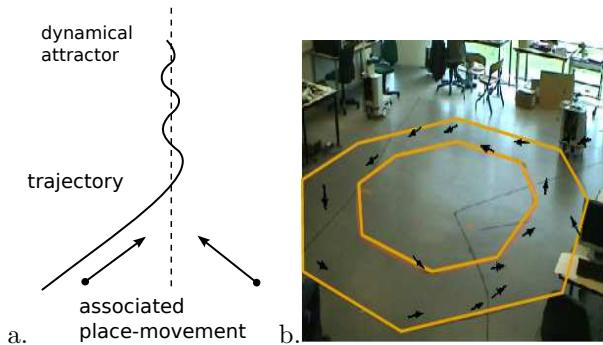 dynamical
attractor
trajectory
associated
place-movement
a.
b.